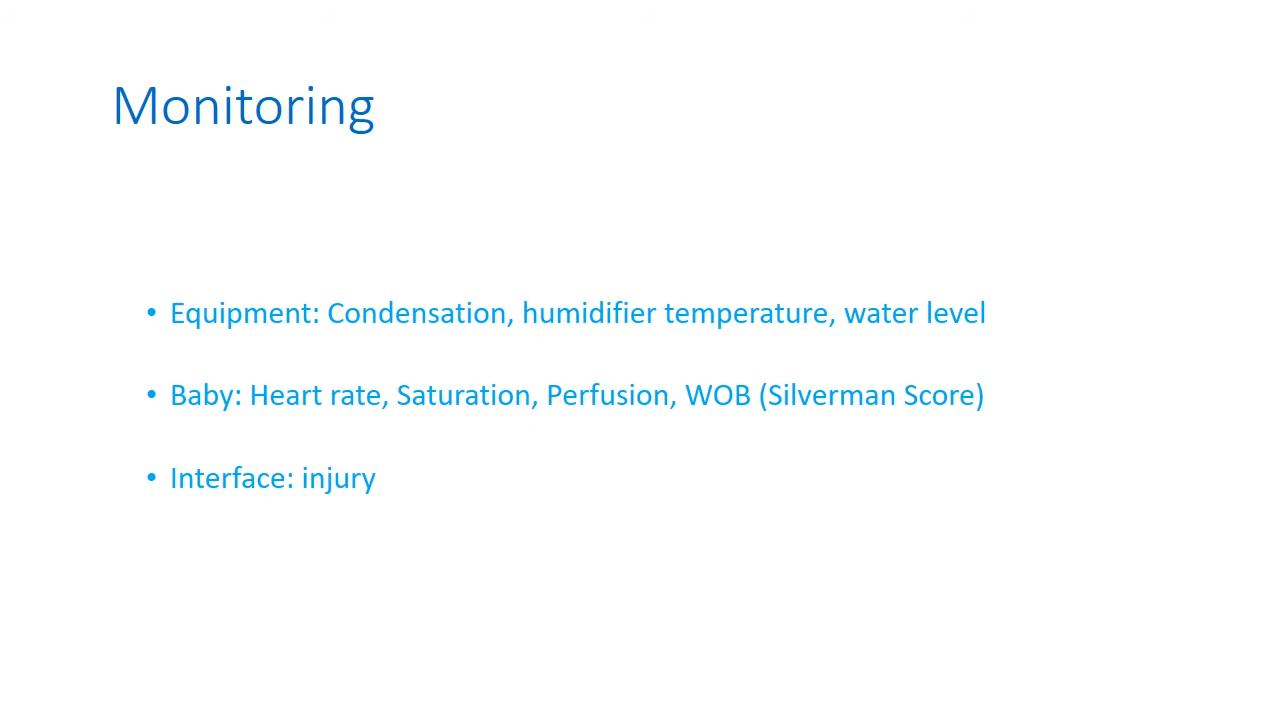 Monitoring
• Equipment: Condensation, humidifier temperature, water level
• Baby: Heart rate, Saturation, Perfusion, WOB (Silverman Score)
• Interface: injury